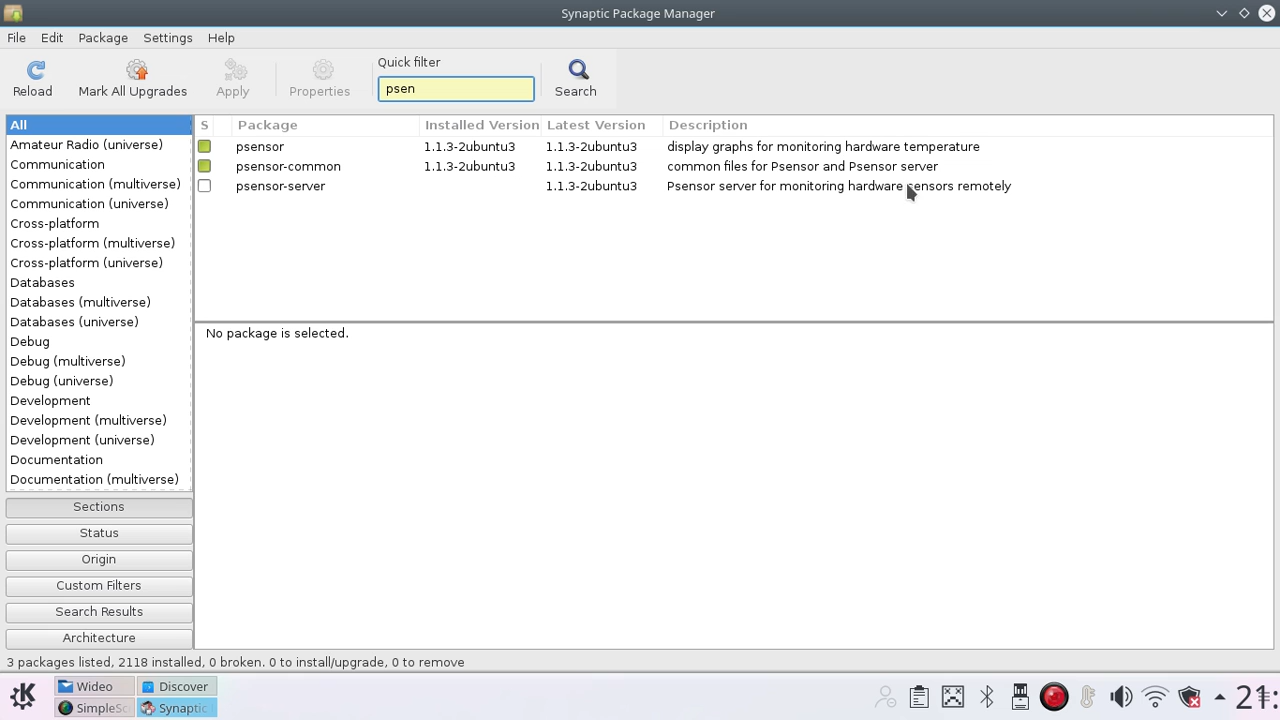 Synaptic Package Manager
File Edit Package Settings Help
Reload
Mark All Upgrades
Apply
Properties
Quick filter
psen
Search
All
Amateur Radio (universe)
Communication
Communication (multiverse)
Communication (universe)
Cross-platform
Cross-platform (multiverse)
Cross-platform (universe)
Databases
Databases (multiverse)
Databases (universe)
Debug
Debug (multiverse)
Debug (universe)
Development
Development (multiverse)
Development (universe)
Documentation
Documentation (multiverse)
Sections
Status
Origin
Custom Filters
Search Results
Architecture
S Package Installed Version Latest Version Description
psensor 1.1.3-2ubuntu3 1.1.3-2ubuntu3 display graphs for monitoring hardware temperature
psensor-common 1.1.3-2ubuntu3 1.1.3-2ubuntu3 common files for Psensor and Psensor server
psensor-server 1.1.3-2ubuntu3 Psensor server for monitoring hardware sensors remotely
No package is selected.
3 packages listed, 2118 installed, 0 broken. 0 to install/upgrade, 0 to remove
Wideo Discover
SimpleSc Synaptic
21: